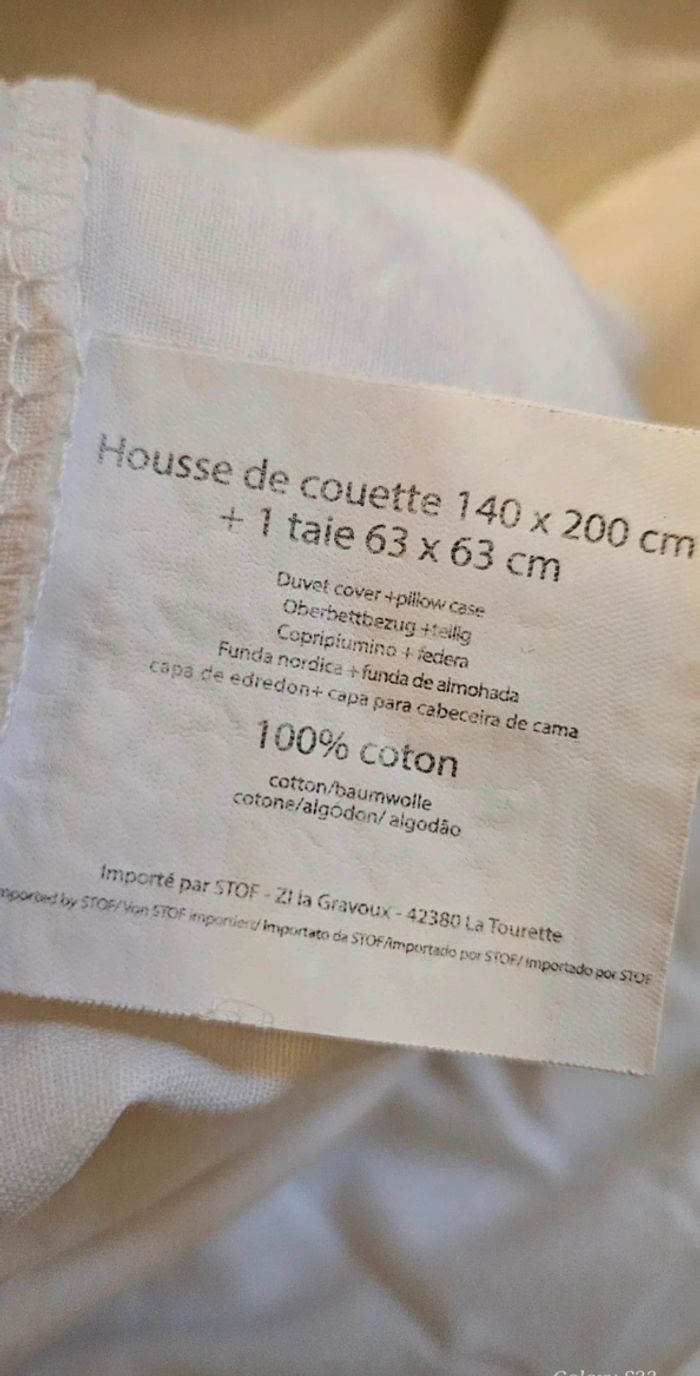 Housse de couette 140 x 200 cm
+ 1 taie 63 x 63 cm
Duvet cover +pillow case
Oberbettbezug +teilig
Copripiumino + federa
Funda nordica +funda de almohada
capa de edredon+ capa para cabeceira de cama
100% coton
cotton/baumwolle
cotone/algódon/ algodão
Importé par STOF - ZI la Gravoux - 42380 La Tourette
mported by STOF/Von STOF importiert/ Importato da STOF/Importado por STOF/ Importado por STOF